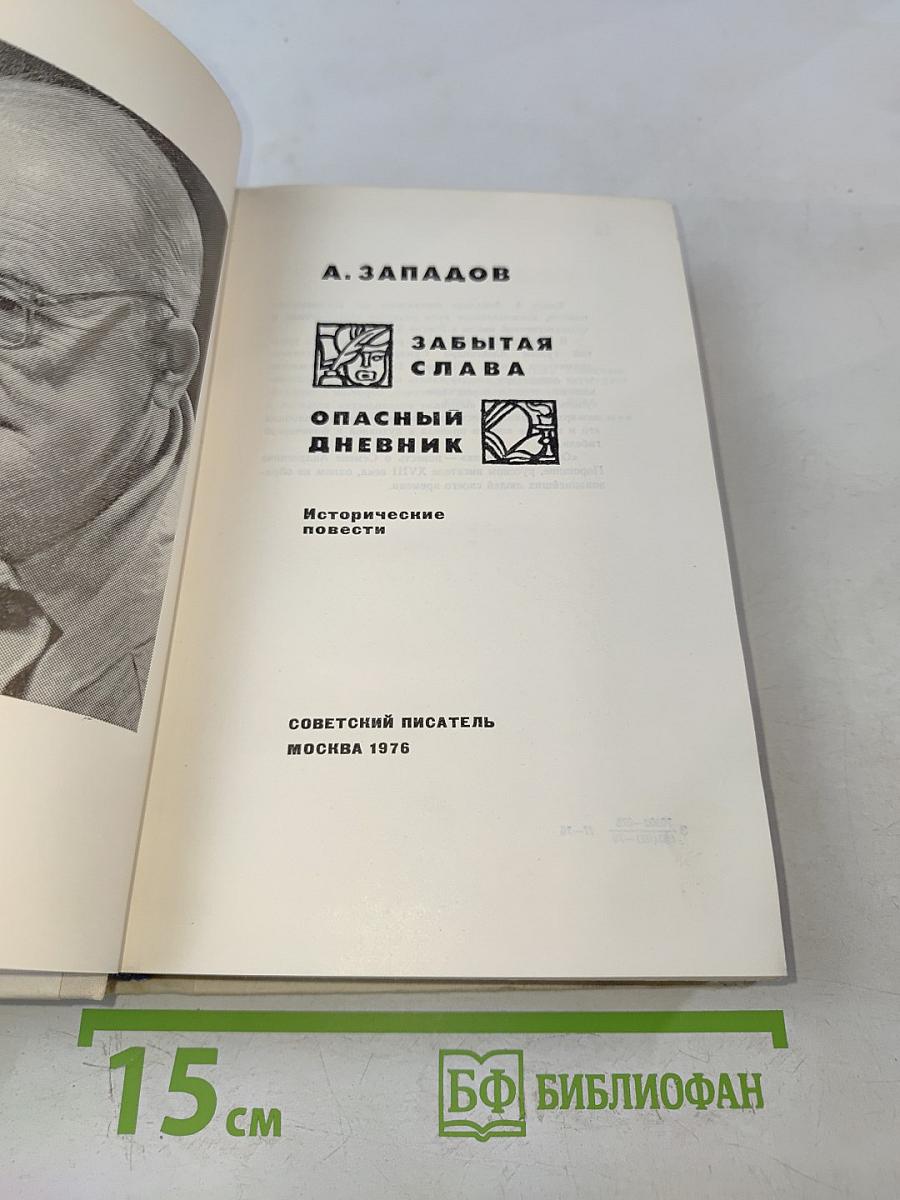 А. ЗАПАДОВ
ЗАБЫТАЯ
СЛАВА
ОПАСНЫЙ
ДНЕВНИК
Исторические
повести
СОВЕТСКИЙ ПИСАТЕЛЬ
МОСКВА 1976
15 см
БФ БИБЛИОФАН